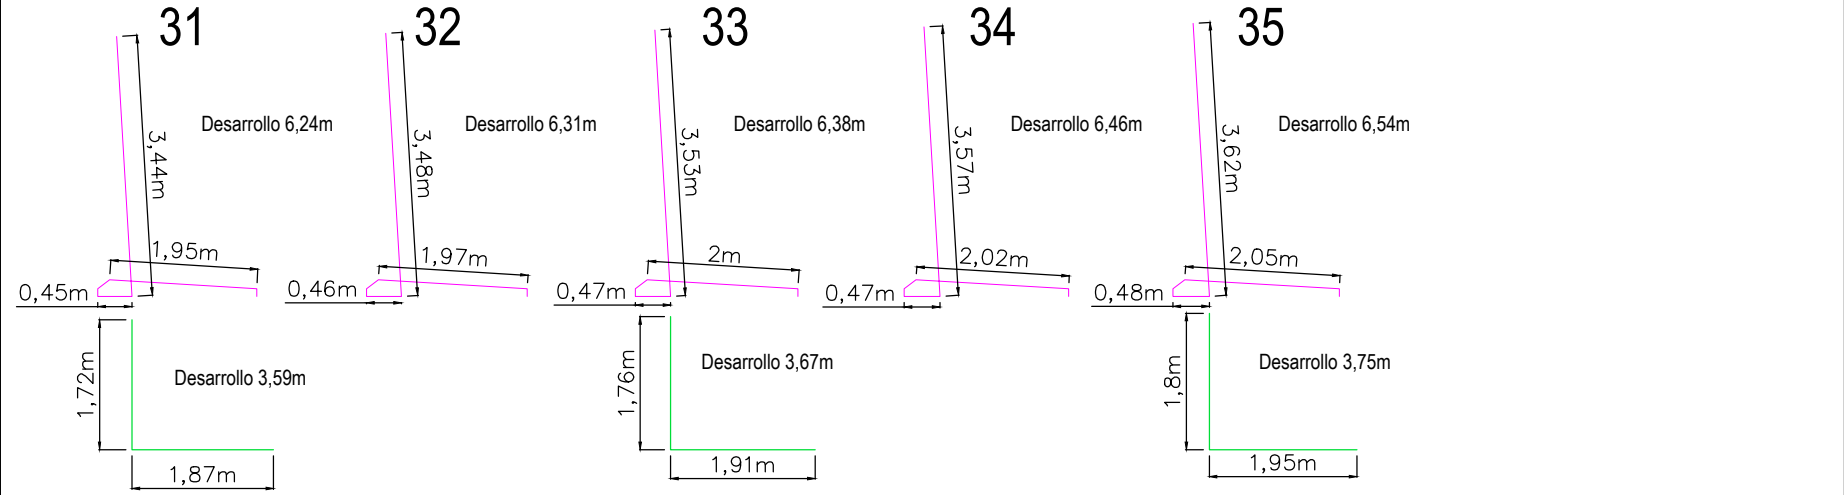 31
32
33
34
35
Desarrollo 6,24m
Desarrollo 6,31m
Desarrollo 6,38m
Desarrollo 6,46m
Desarrollo 6,54m
3,44m
3,48m
3,53m
3,57m
3,62m
1,95m
1,97m
2m
2,02m
2,05m
0,45m
0,46m
0,47m
0,47m
0,48m
1,72m
Desarrollo 3,59m
1,76m
Desarrollo 3,67m
1,8m
Desarrollo 3,75m
1,87m
1,91m
1,95m